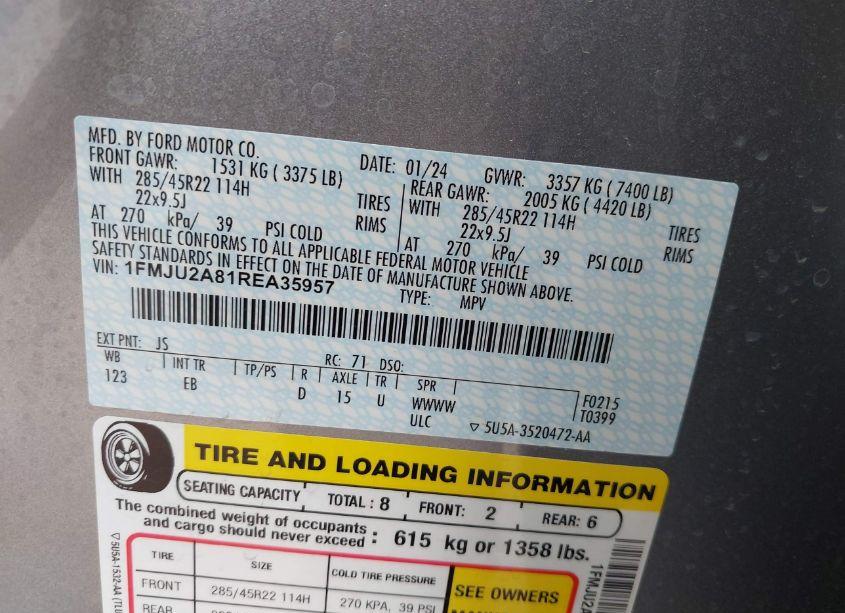 MFD. BY FORD MOTOR CO.
DATE: 01/24 GVWR: 3357 KG ( 7400 LB)
FRONT GAWR: 1531 KG ( 3375 LB) REAR GAWR: 2005 KG ( 4420 LB)
WITH 285/45R22 114H TIRES WITH 285/45R22 114H TIRES
22x9.5J RIMS 22x9.5J RIMS
AT 270 kPa/ 39 PSI COLD AT 270 kPa/ 39 PSI COLD
THIS VEHICLE CONFORMS TO ALL APPLICABLE FEDERAL MOTOR VEHICLE
SAFETY STANDARDS IN EFFECT ON THE DATE OF MANUFACTURE SHOWN ABOVE.
VIN: 1FMJU2A81REA35957
TYPE: MPV
EXT PNT: JS RC: 71 DSO:
WB INT TR TP/PS R AXLE TR SPR
123 EB D 15 U WWWW
ULC
F0215
T0399
▽ 5U5A-3520472-AA
TIRE AND LOADING INFORMATION
SEATING CAPACITY TOTAL : 8 FRONT: 2 REAR: 6
The combined weight of occupants
and cargo should never exceed : 615 kg or 1358 lbs.
TIRE SIZE COLD TIRE PRESSURE
FRONT 285/45R22 114H 270 KPA, 39 PSI
REAR
SEE OWNERS
▽ 5U5A-1532-AA
1FMJU2A